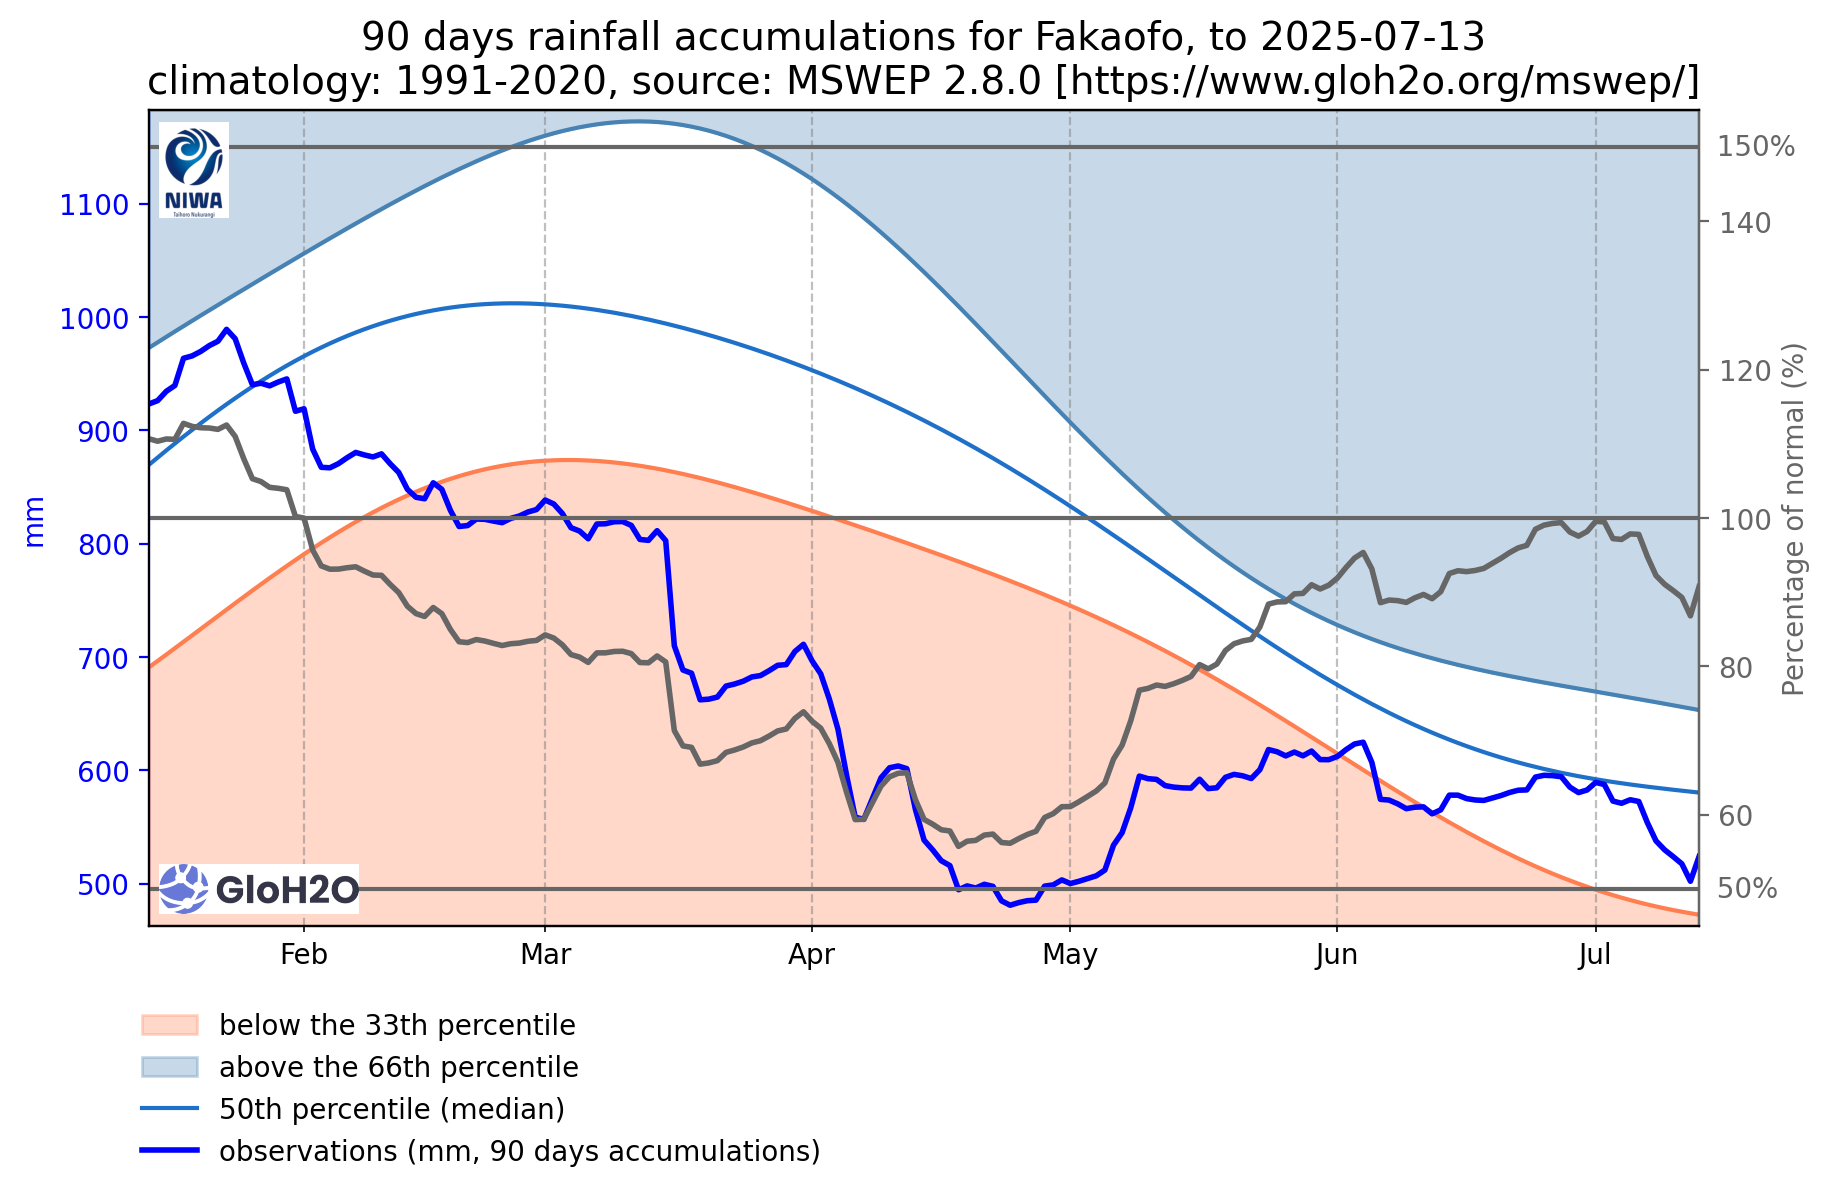 90 days rainfall accumulations for Fakaofo, to 2025-07-13
climatology: 1991-2020, source: MSWEP 2.8.0 [https://www.gloh2o.org/mswep/]
NIWA
Taihoro Nukurangi
mm
1100
1000
900
800
700
600
500
150%
140
120
100
80
60
50%
Percentage of normal (%)
GloH2O
Feb Mar Apr May Jun Jul
below the 33th percentile
above the 66th percentile
50th percentile (median)
observations (mm, 90 days accumulations)